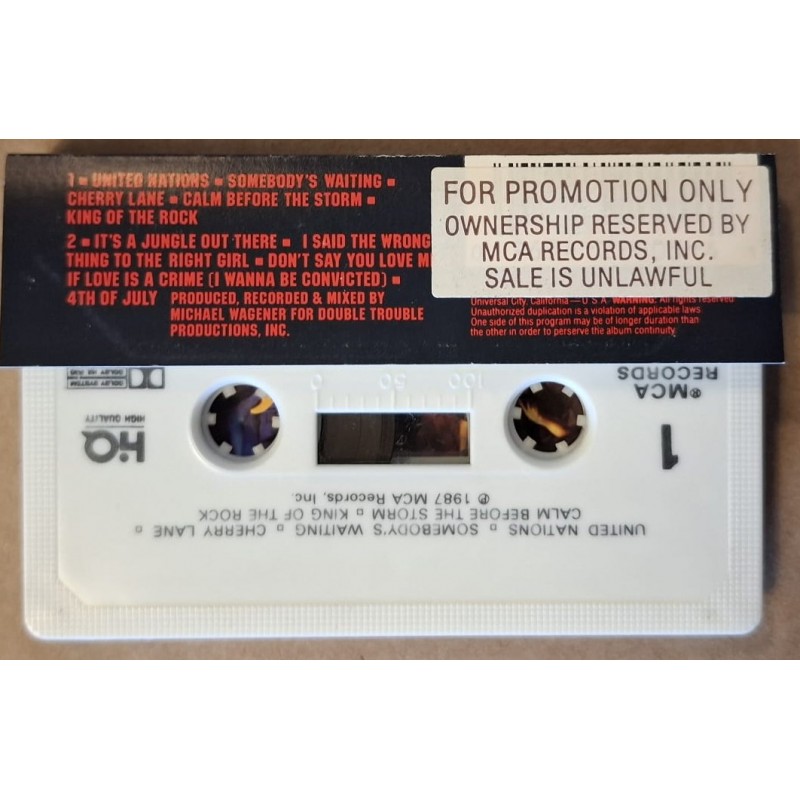 1 ▪ UNITED NATIONS ▪ SOMEBODY'S WAITING ▪
CHERRY LANE ▪ CALM BEFORE THE STORM ▪
KING OF THE ROCK
2 ▪ IT'S A JUNGLE OUT THERE ▪ I SAID THE WRONG
THING TO THE RIGHT GIRL ▪ DON'T SAY YOU LOVE M
IF LOVE IS A CRIME (I WANNA BE CONVICTED) ▪
4TH OF JULY PRODUCED, RECORDED & MIXED BY
MICHAEL WAGENER FOR DOUBLE TROUBLE
PRODUCTIONS, INC.
FOR PROMOTION ONLY
OWNERSHIP RESERVED BY
MCA RECORDS, INC.
SALE IS UNLAWFUL
Universal City, California—U S A. WARNING. All rights reserved
Unauthorized duplication is a violation of applicable laws.
One side of this program may be of longer duration than
the other in order to preserve the album continuity.
®MCA
RECORDS
1
UNITED NATIONS ▫ SOMEBODY'S WAITING ▫ CHERRY LANE ▫
CALM BEFORE THE STORM ▫ KING OF THE ROCK
℗ 1987 MCA Records, Inc.
0 50 100
HQ
HIGH QUALITY
DOLBY SYSTEM
DOLBY HX PRO